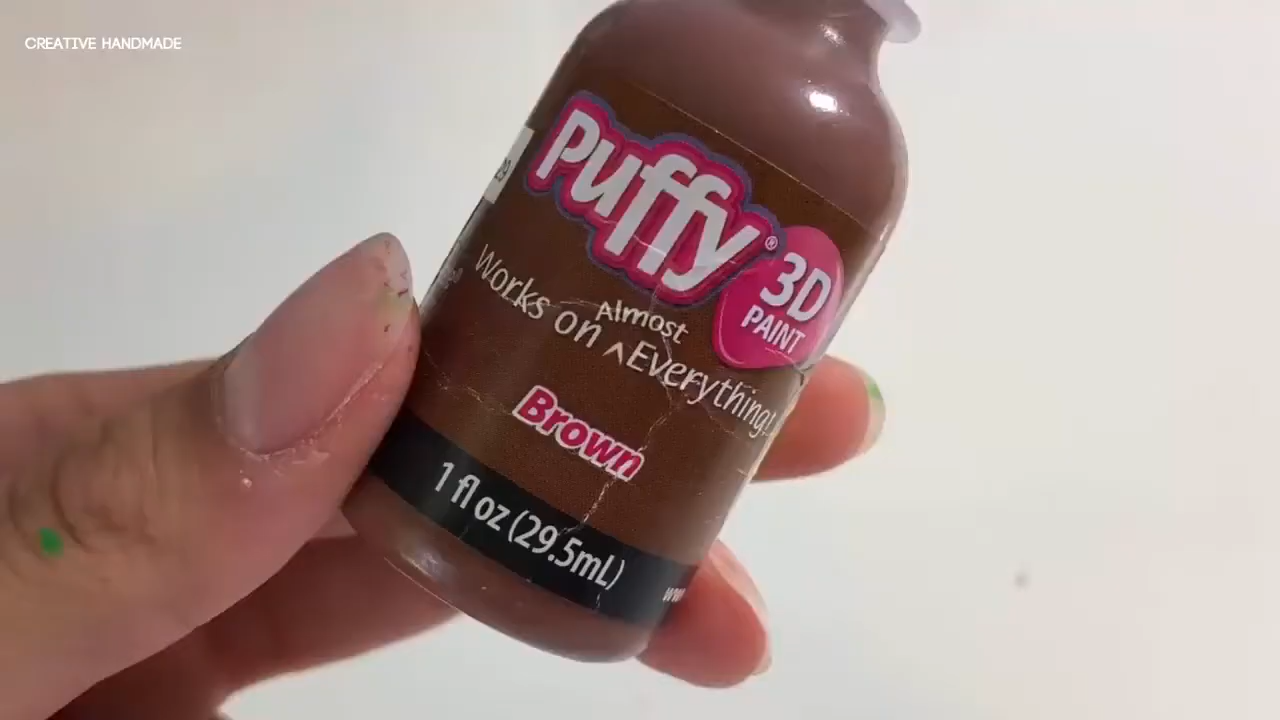 CREATIVE HANDMADE
Puffy®
3D
PAINT
Works on Almost
^Everything!
Brown
1 fl oz (29.5mL)